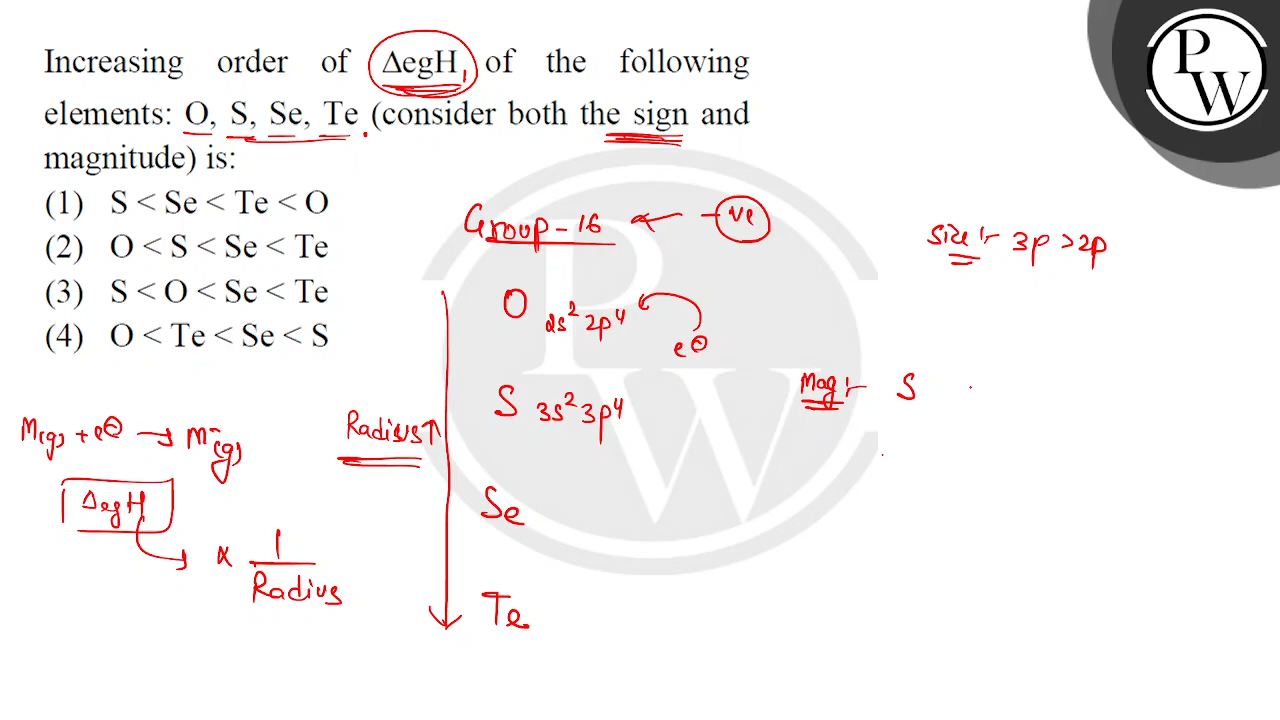 Increasing order of ΔegH₁ of the following
elements: O, S, Se, Te (consider both the sign and
magnitude) is:
(1) S < Se < Te < O
(2) O < S < Se < Te
(3) S < O < Se < Te
(4) O < Te < Se < S
Group-16 ← -ve
Size :- 3p > 2p
O 2s² 2p⁴
e⊖
S 3s² 3p⁴
Mag :- S
M(g) + e⊖ → M⁻(g)
Radius↑
ΔegH
Se
∝ 1/Radius
Te
P
W
PW